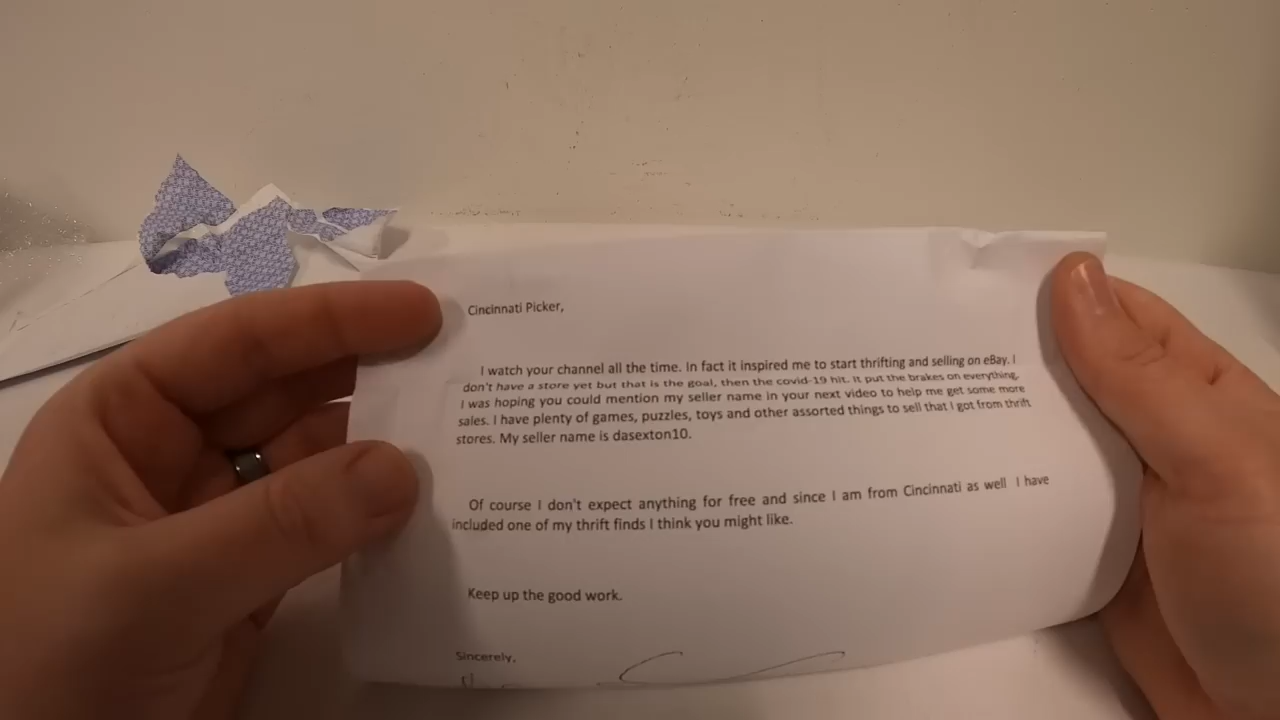 Cincinnati Picker,
I watch your channel all the time. In fact it inspired me to start thrifting and selling on eBay. I
don't have a store yet but that is the goal, then the covid-19 hit. It put the brakes on everything.
I was hoping you could mention my seller name in your next video to help me get some more
sales. I have plenty of games, puzzles, toys and other assorted things to sell that I got from thrift
stores. My seller name is dasexton10.
Of course I don't expect anything for free and since I am from Cincinnati as well I have
included one of my thrift finds I think you might like.
Keep up the good work.
Sincerely,